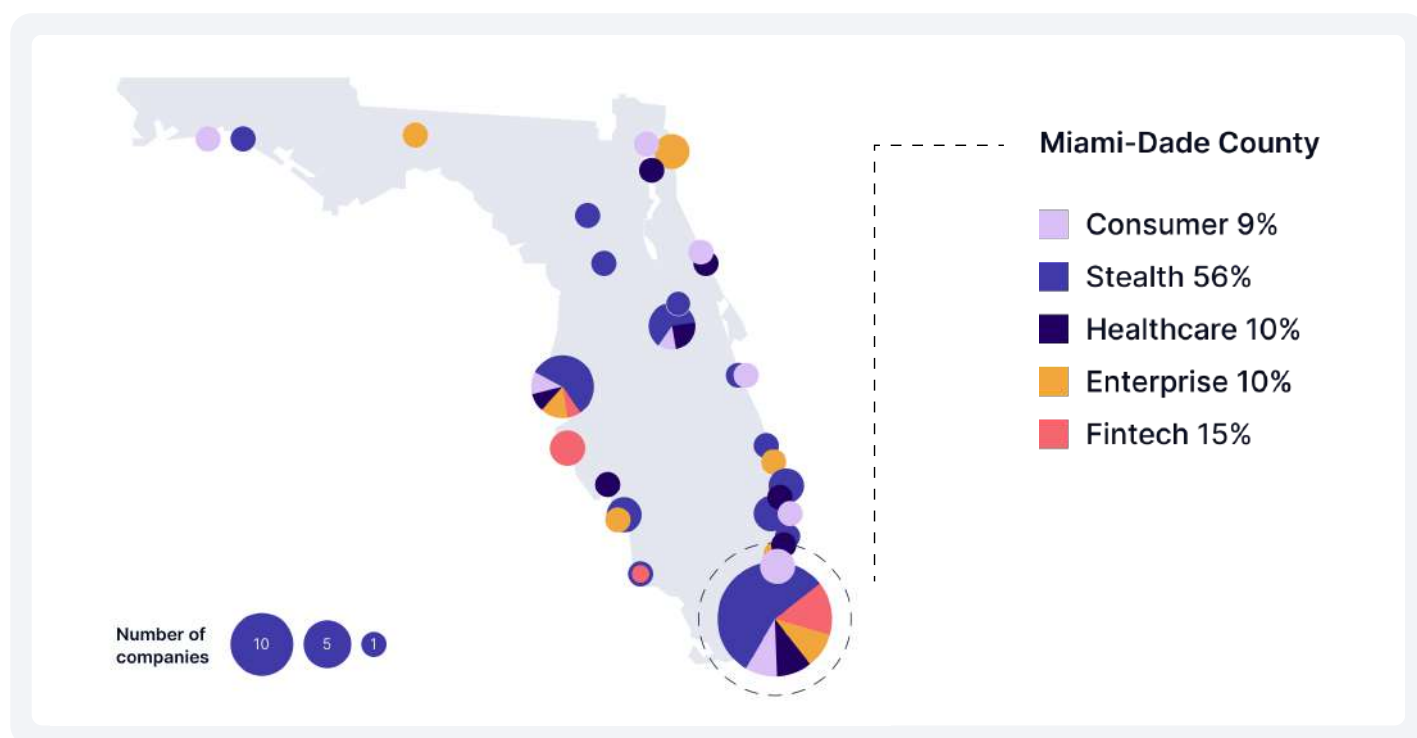 Miami-Dade County
Consumer 9%
Stealth 56%
Healthcare 10%
Enterprise 10%
Fintech 15%
Number of
companies
10
5
1